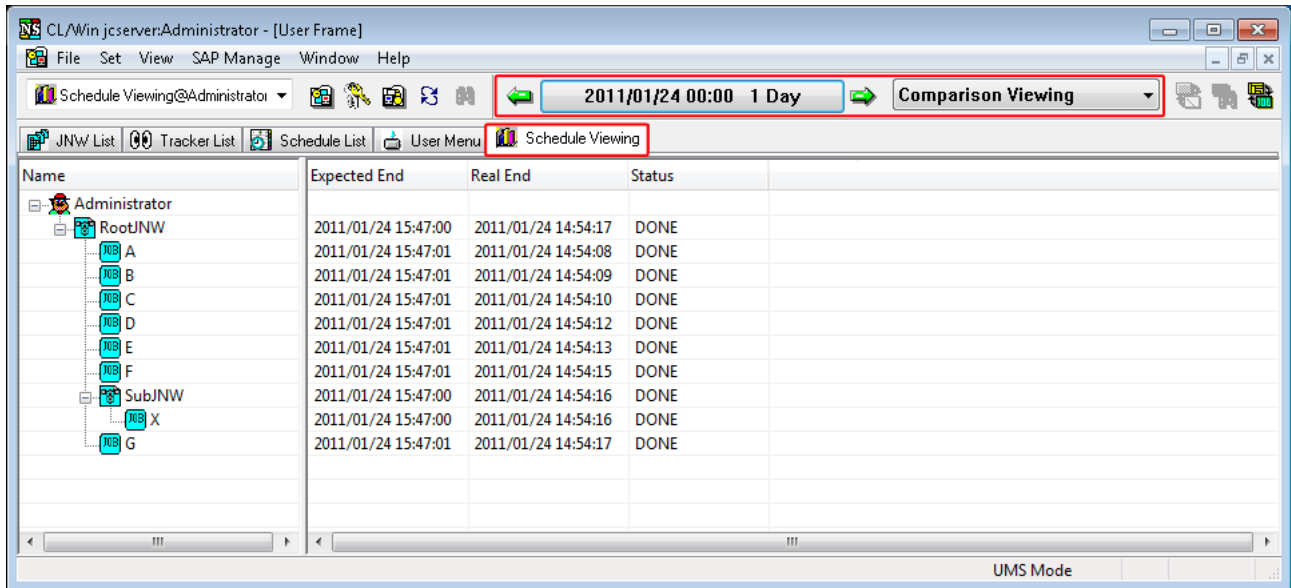 CL/Win jcserver:Administrator - [User Frame]
File Set View SAP Manage Window Help
Schedule Viewing@Administrator 2011/01/24 00:00 1 Day Comparison Viewing
JNW List Tracker List Schedule List User Menu Schedule Viewing
Name Expected End Real End Status
Administrator
RootJNW 2011/01/24 15:47:00 2011/01/24 14:54:17 DONE
JOB A 2011/01/24 15:47:01 2011/01/24 14:54:08 DONE
JOB B 2011/01/24 15:47:01 2011/01/24 14:54:09 DONE
JOB C 2011/01/24 15:47:01 2011/01/24 14:54:10 DONE
JOB D 2011/01/24 15:47:01 2011/01/24 14:54:12 DONE
JOB E 2011/01/24 15:47:01 2011/01/24 14:54:13 DONE
JOB F 2011/01/24 15:47:01 2011/01/24 14:54:15 DONE
SubJNW 2011/01/24 15:47:00 2011/01/24 14:54:16 DONE
JOB X 2011/01/24 15:47:00 2011/01/24 14:54:16 DONE
JOB G 2011/01/24 15:47:01 2011/01/24 14:54:17 DONE
UMS Mode